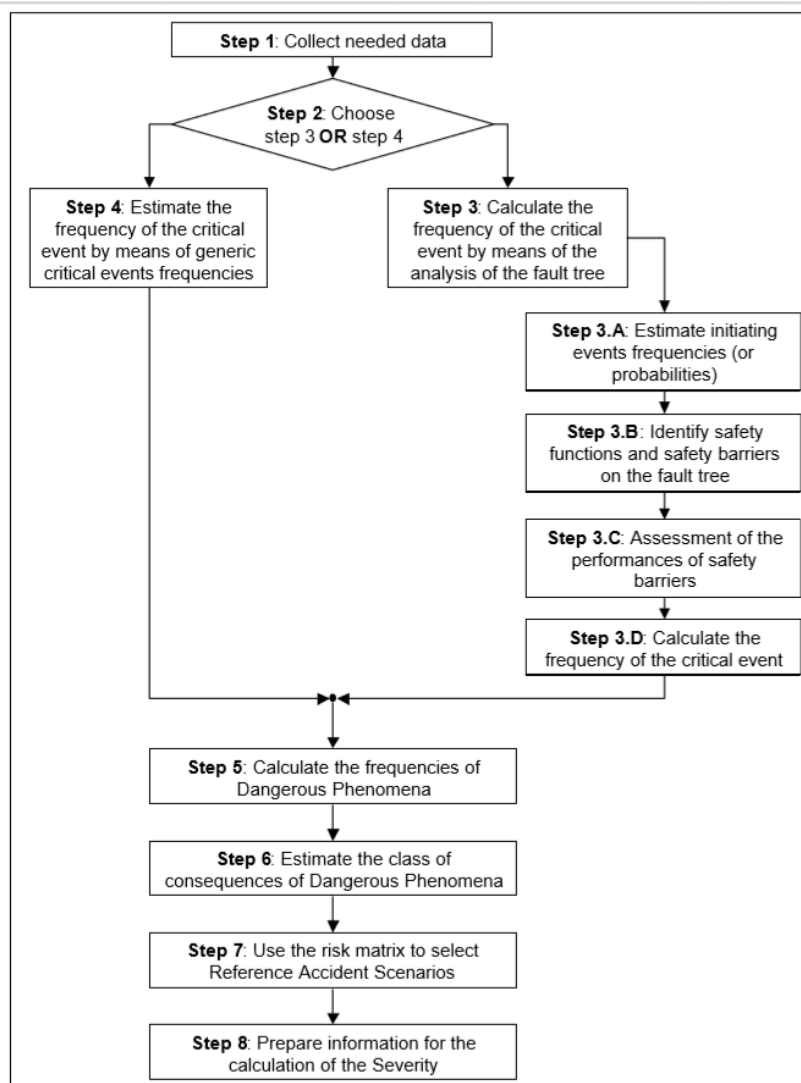 Step 1: Collect needed data
Step 2: Choose
step 3 OR step 4
Step 4: Estimate the
frequency of the critical
event by means of generic
critical events frequencies
Step 3: Calculate the
frequency of the critical
event by means of the
analysis of the fault tree
Step 3.A: Estimate initiating
events frequencies (or
probabilities)
Step 3.B: Identify safety
functions and safety barriers
on the fault tree
Step 3.C: Assessment of the
performances of safety
barriers
Step 3.D: Calculate the
frequency of the critical event
Step 5: Calculate the frequencies of
Dangerous Phenomena
Step 6: Estimate the class of
consequences of Dangerous Phenomena
Step 7: Use the risk matrix to select
Reference Accident Scenarios
Step 8: Prepare information for the
calculation of the Severity